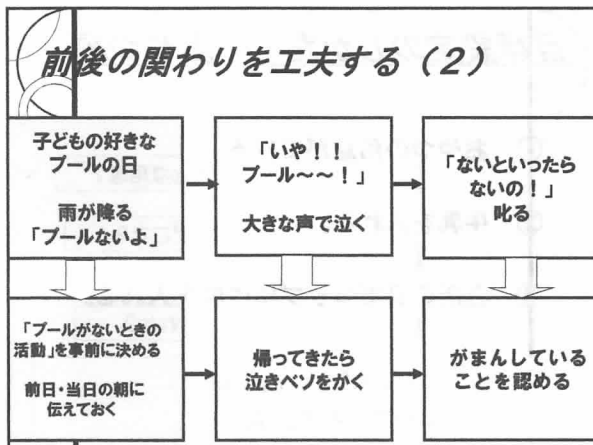 前後の関わりを工夫する（2）
子どもの好きな
プールの日
雨が降る
「プールないよ」
「いや！！
プール～～！」
大きな声で泣く
「ないといったら
ないの！」
叱る
「プールがないときの
活動」を事前に決める
前日・当日の朝に
伝えておく
帰ってきたら
泣きベソをかく
がまんしている
ことを認める